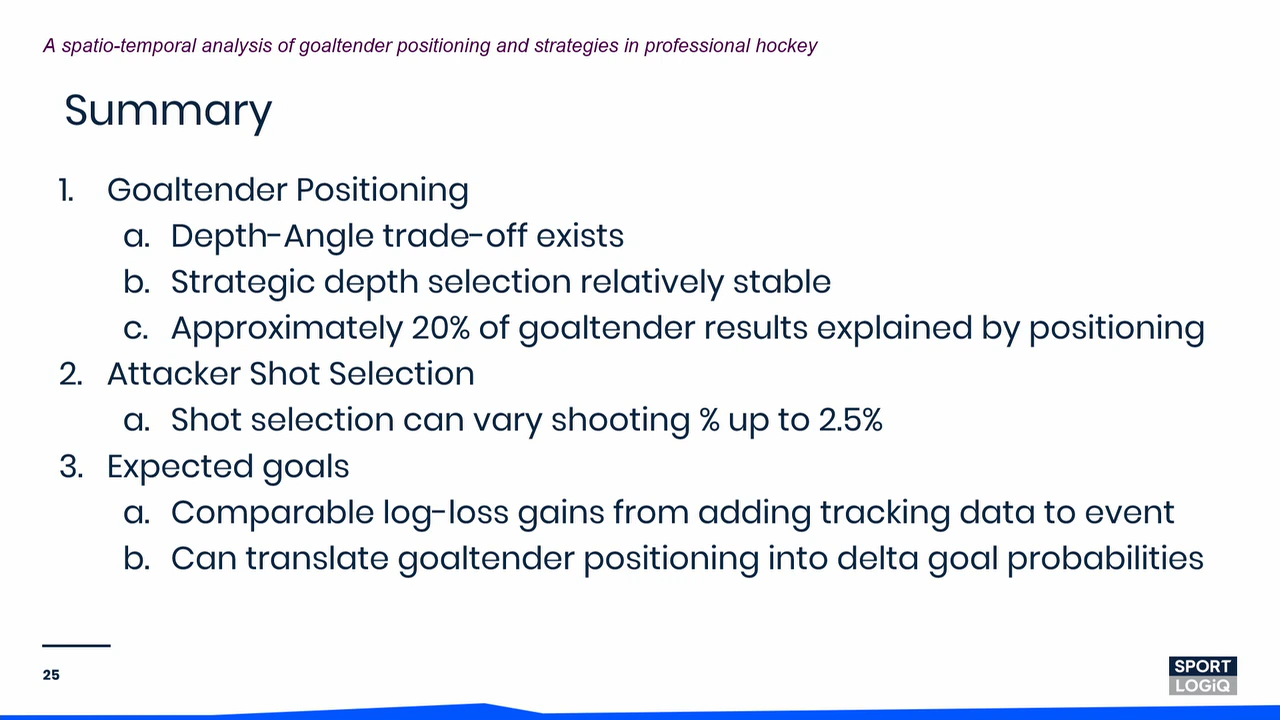 A spatio-temporal analysis of goaltender positioning and strategies in professional hockey
Summary
1. Goaltender Positioning
a. Depth-Angle trade-off exists
b. Strategic depth selection relatively stable
c. Approximately 20% of goaltender results explained by positioning
2. Attacker Shot Selection
a. Shot selection can vary shooting % up to 2.5%
3. Expected goals
a. Comparable log-loss gains from adding tracking data to event
b. Can translate goaltender positioning into delta goal probabilities
25
SPORT
LOGiQ